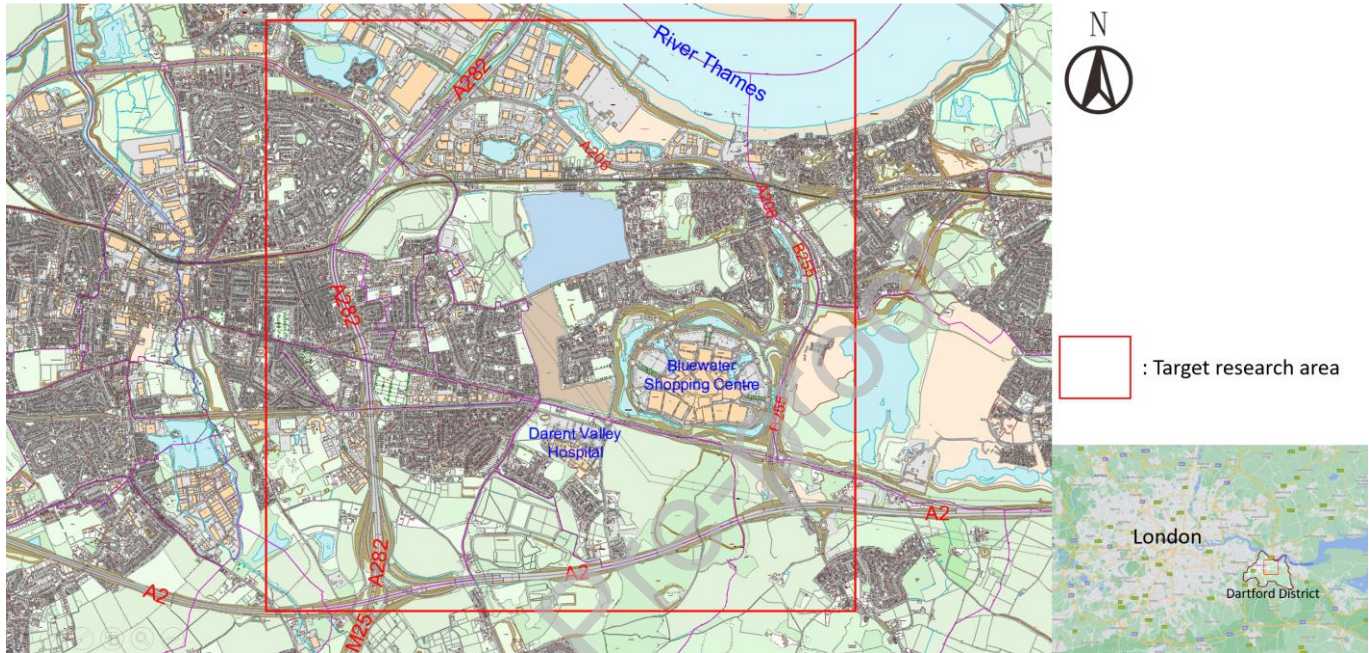 River Thames
A282
A206
A206
B255
A282
Bluewater
Shopping Centre
Darent Valley
Hospital
A282
A2
A2
A2
M25
N
: Target research area
London
Dartford District